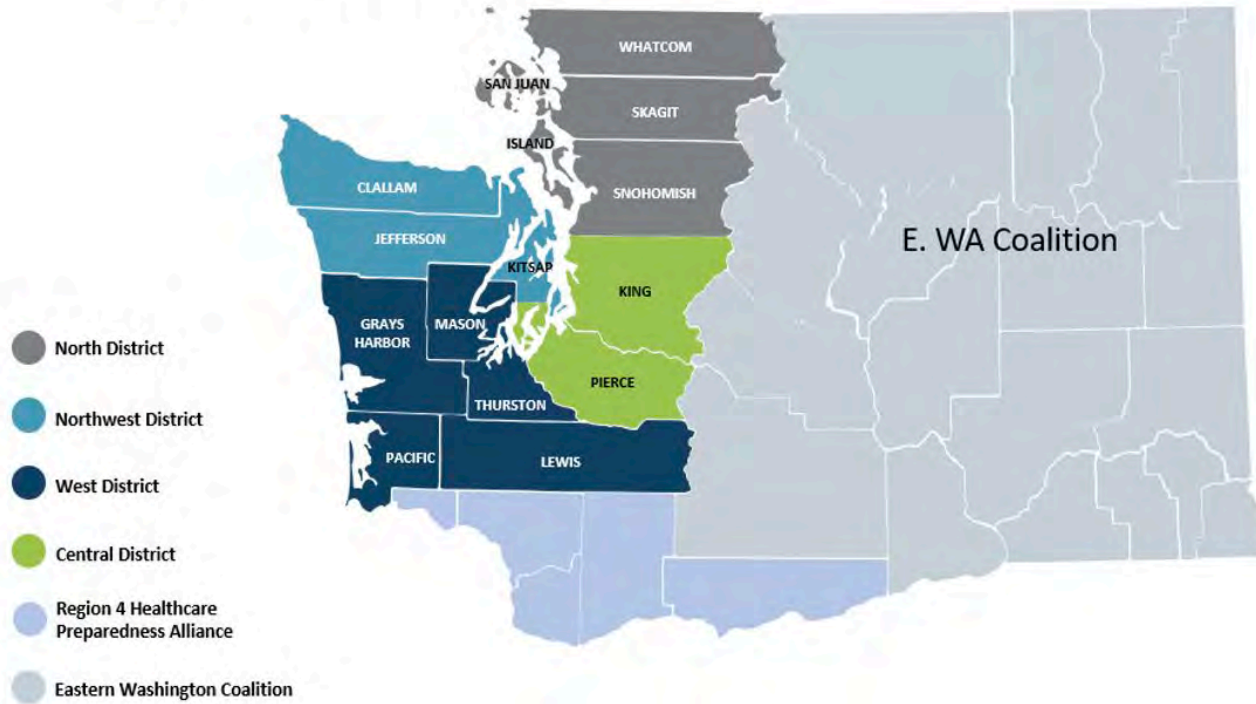 WHATCOM
SAN JUAN
SKAGIT
ISLAND
CLALLAM
SNOHOMISH
JEFFERSON
E. WA Coalition
KITSAP
KING
GRAYS
HARBOR
MASON
PIERCE
THURSTON
PACIFIC
LEWIS
North District
Northwest District
West District
Central District
Region 4 Healthcare
Preparedness Alliance
Eastern Washington Coalition